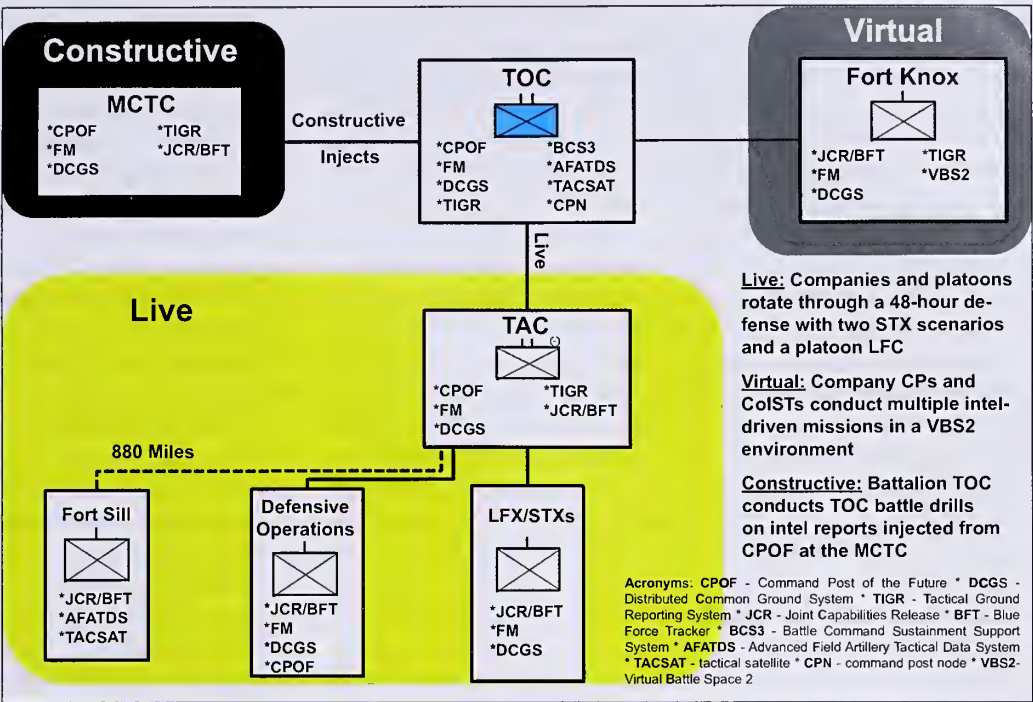 Constructive
MCTC
*CPOF *TIGR
*FM *JCR/BFT
*DCGS
Constructive
Injects
TOC
*CPOF *BCS3
*FM *AFATDS
*DCGS *TACSAT
*TIGR *CPN
Virtual
Fort Knox
*JCR/BFT *TIGR
*FM *VBS2
*DCGS
Live
Live
TAC
(-)
*CPOF *TIGR
*FM *JCR/BFT
*DCGS
880 Miles
Fort Sill
*JCR/BFT
*AFATDS
*TACSAT
Defensive
Operations
*JCR/BFT
*FM
*DCGS
*CPOF
LFX/STXs
*JCR/BFT
*FM
*DCGS
Live: Companies and platoons
rotate through a 48-hour de-
fense with two STX scenarios
and a platoon LFC
Virtual: Company CPs and
CoISTs conduct multiple intel-
driven missions in a VBS2
environment
Constructive: Battalion TOC
conducts TOC battle drills
on intel reports injected from
CPOF at the MCTC
Acronyms: CPOF - Command Post of the Future * DCGS -
Distributed Common Ground System * TIGR - Tactical Ground
Reporting System * JCR - Joint Capabilities Release * BFT - Blue
Force Tracker * BCS3 - Battle Command Sustainment Support
System * AFATDS - Advanced Field Artillery Tactical Data System
* TACSAT - tactical satellite * CPN - command post node * VBS2-
Virtual Battle Space 2